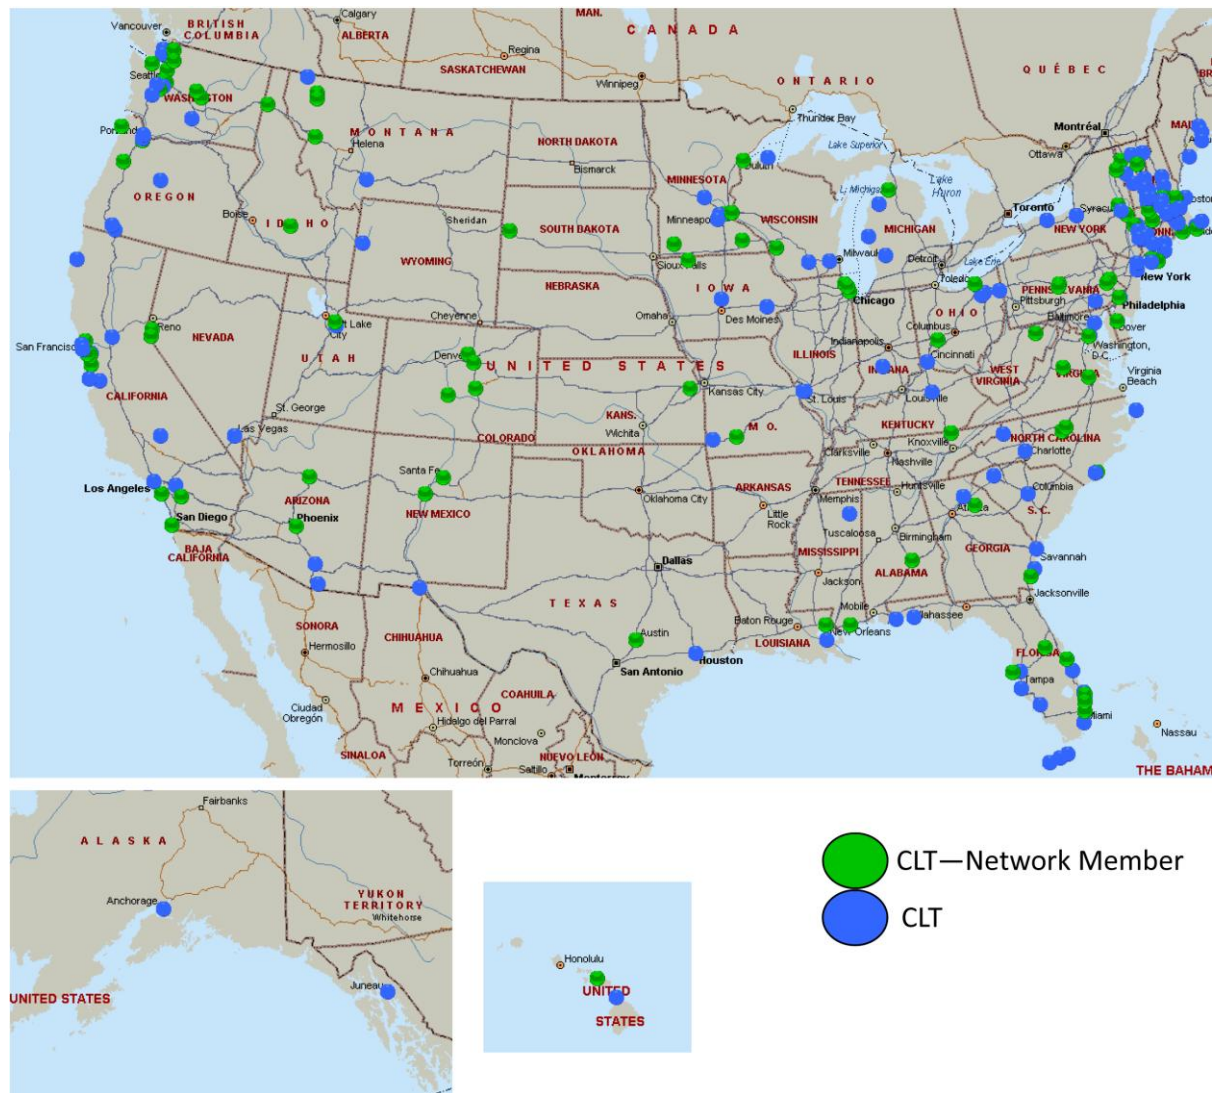 Calgary
MAN.
Vancouver
BRITISH
COLUMBIA
ALBERTA
CANADA
Regina
SASKATCHEWAN
Winnipeg
ONTARIO
QUÉBEC
Seattle
WASHINGTON
Thunder Bay
Montréal
Ottawa
MONTANA
Helena
NORTH DAKOTA
Bismarck
Lake Superior
Duluth
MINNESOTA
Lake
Huron
L. Michigan
OREGON
Boise
IDAHO
Sheridan
SOUTH DAKOTA
WISCONSIN
MICHIGAN
Toronto
NEW YORK
WYOMING
Sioux Falls
Detroit
Lake Erie
Toledo
NEBRASKA
IOWA
Chicago
PENNSYLVANIA
New York
Reno
NEVADA
Cheyenne
Omaha
Des Moines
OHIO
Pittsburgh
Philadelphia
Baltimore
Dover
UTAH
Denver
UNITED STATES
ILLINOIS
Indianapolis
Columbus
Cincinnati
Washington,
D.C.
CALIFORNIA
St. George
Las Vegas
COLORADO
KANS.
Wichita
Kansas City
MO.
St. Louis
INDIANA
Louisville
WEST
VIRGINIA
VIRGINIA
Virginia
Beach
KENTUCKY
Knoxville
Clarksville
Nashville
NORTH CAROLINA
Charlotte
Los Angeles
ARIZONA
Santa Fe
NEW MEXICO
OKLAHOMA
Oklahoma City
ARKANSAS
Little
Rock
Memphis
TENNESSEE
Huntsville
Columbia
S. C.
San Diego
Phoenix
BAJA
CALIFORNIA
Dallas
MISSISSIPPI
Tuscaloosa
Birmingham
Atlanta
GEORGIA
Savannah
TEXAS
Jackson
ALABAMA
Jacksonville
SONORA
CHIHUAHUA
Austin
Baton Rouge
Mobile
New Orleans
LOUISIANA
Hermosillo
Chihuahua
San Antonio
Houston
FLORIDA
Tampa
Ciudad
Obregón
MEXICO
COAHUILA
Hidalgo del Parral
Monclova
Miami
Nassau
SINALOA
Torreón
NUEVO LEÓN
Saltillo
Monterrey
THE BAHAM
Fairbanks
ALASKA
Anchorage
YUKON
TERRITORY
Whitehorse
Juneau
UNITED STATES
Honolulu
UNITED
STATES
CLT—Network Member
CLT